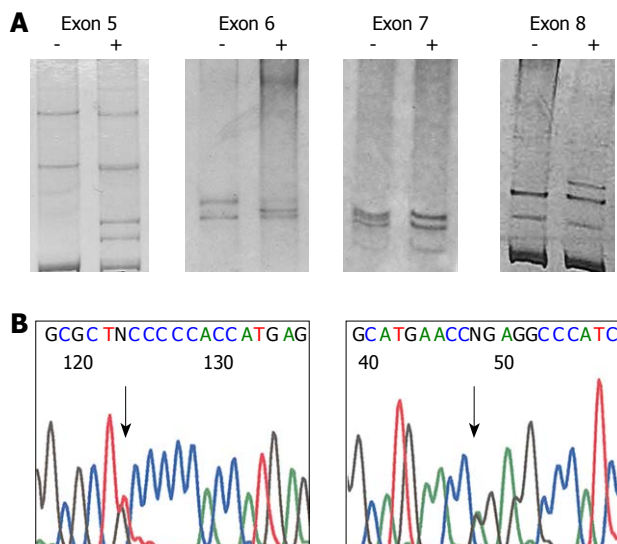 A
Exon 5 Exon 6 Exon 7 Exon 8
- + - + - + - +
B
GCGCTNCCCCCACCATGAG GCATGAACCNGAGGCCCATC
120 130 40 50